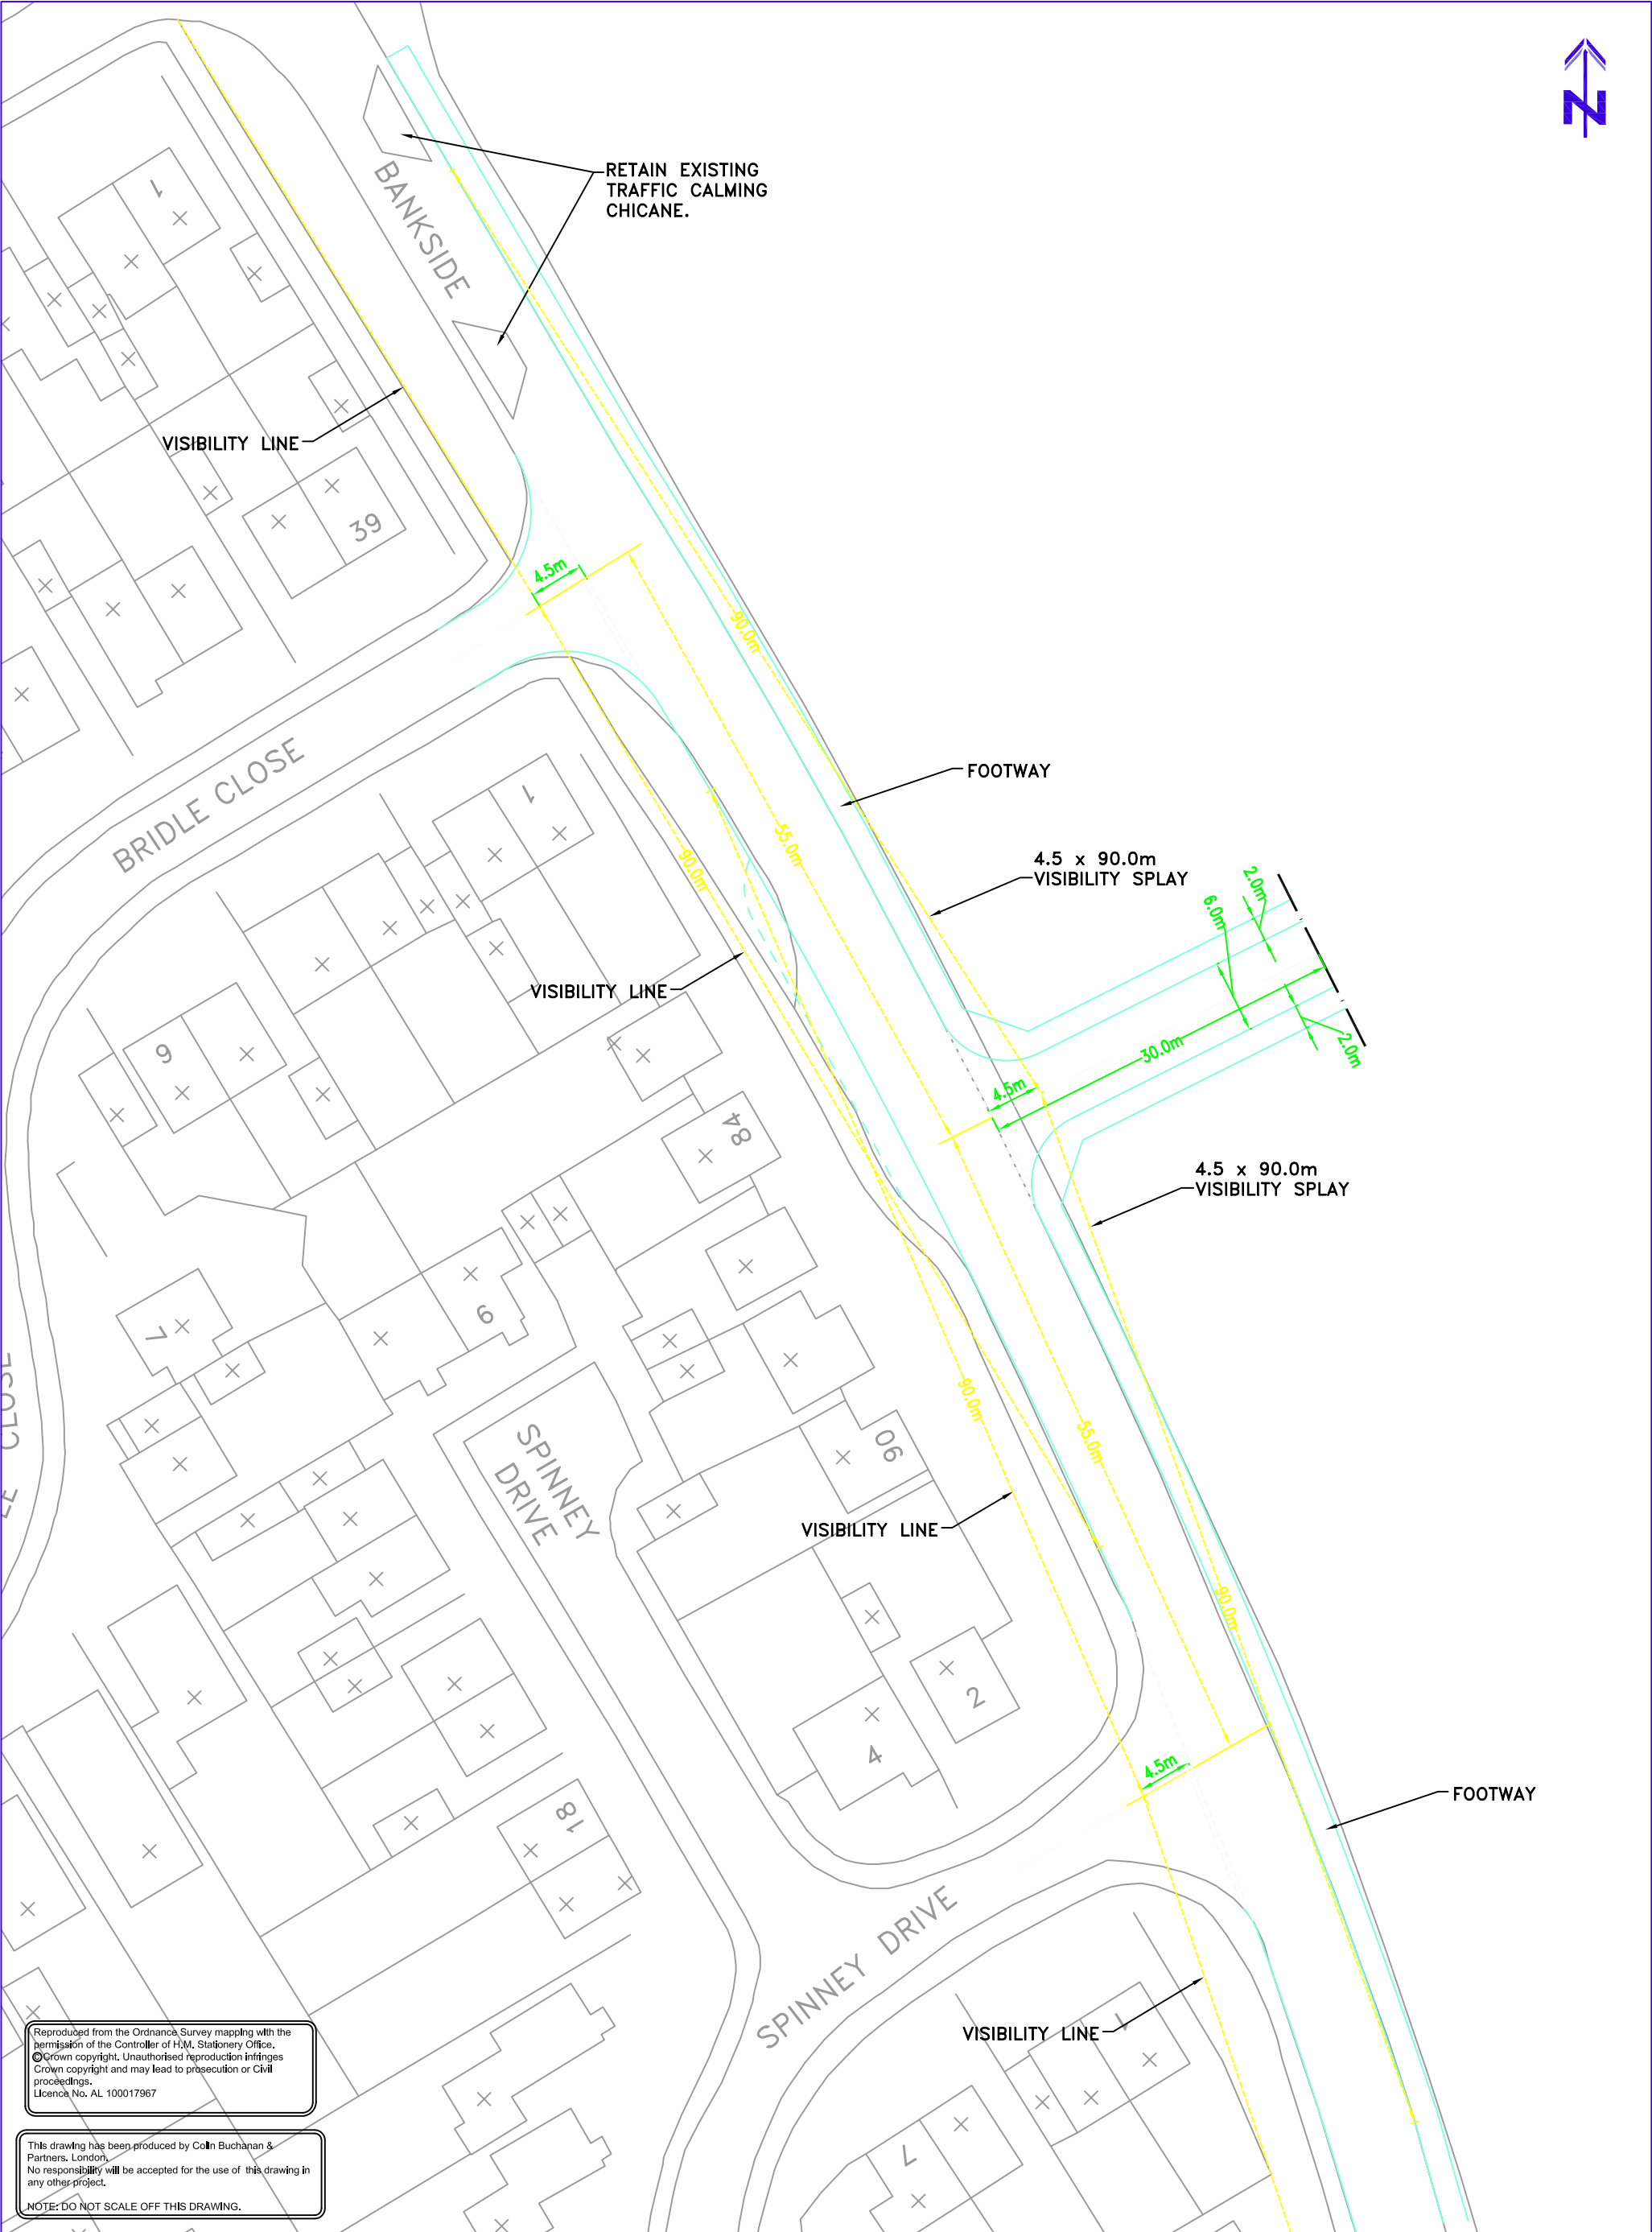 N
RETAIN EXISTING
TRAFFIC CALMING
CHICANE.
BANKSIDE
1
VISIBILITY LINE
39
4.5m
90.0m
BRIDLE CLOSE
1
FOOTWAY
55.0m
90.0m
4.5 x 90.0m
VISIBILITY SPLAY
2.0m
6.0m
VISIBILITY LINE
30.0m
2.0m
4.5m
9
84
4.5 x 90.0m
VISIBILITY SPLAY
7
9
LE CLOSE
90.0m
55.0m
SPINNEY
DRIVE
90
VISIBILITY LINE
90.0m
2
4
4.5m
18
FOOTWAY
SPINNEY DRIVE
VISIBILITY LINE
1
7
Reproduced from the Ordnance Survey mapping with the
permission of the Controller of H.M. Stationery Office.
©Crown copyright. Unauthorised reproduction infringes
Crown copyright and may lead to prosecution or Civil
proceedings.
Licence No. AL 100017967
This drawing has been produced by Colin Buchanan &
Partners. London.
No responsibility will be accepted for the use of this drawing in
any other project.
NOTE: DO NOT SCALE OFF THIS DRAWING.